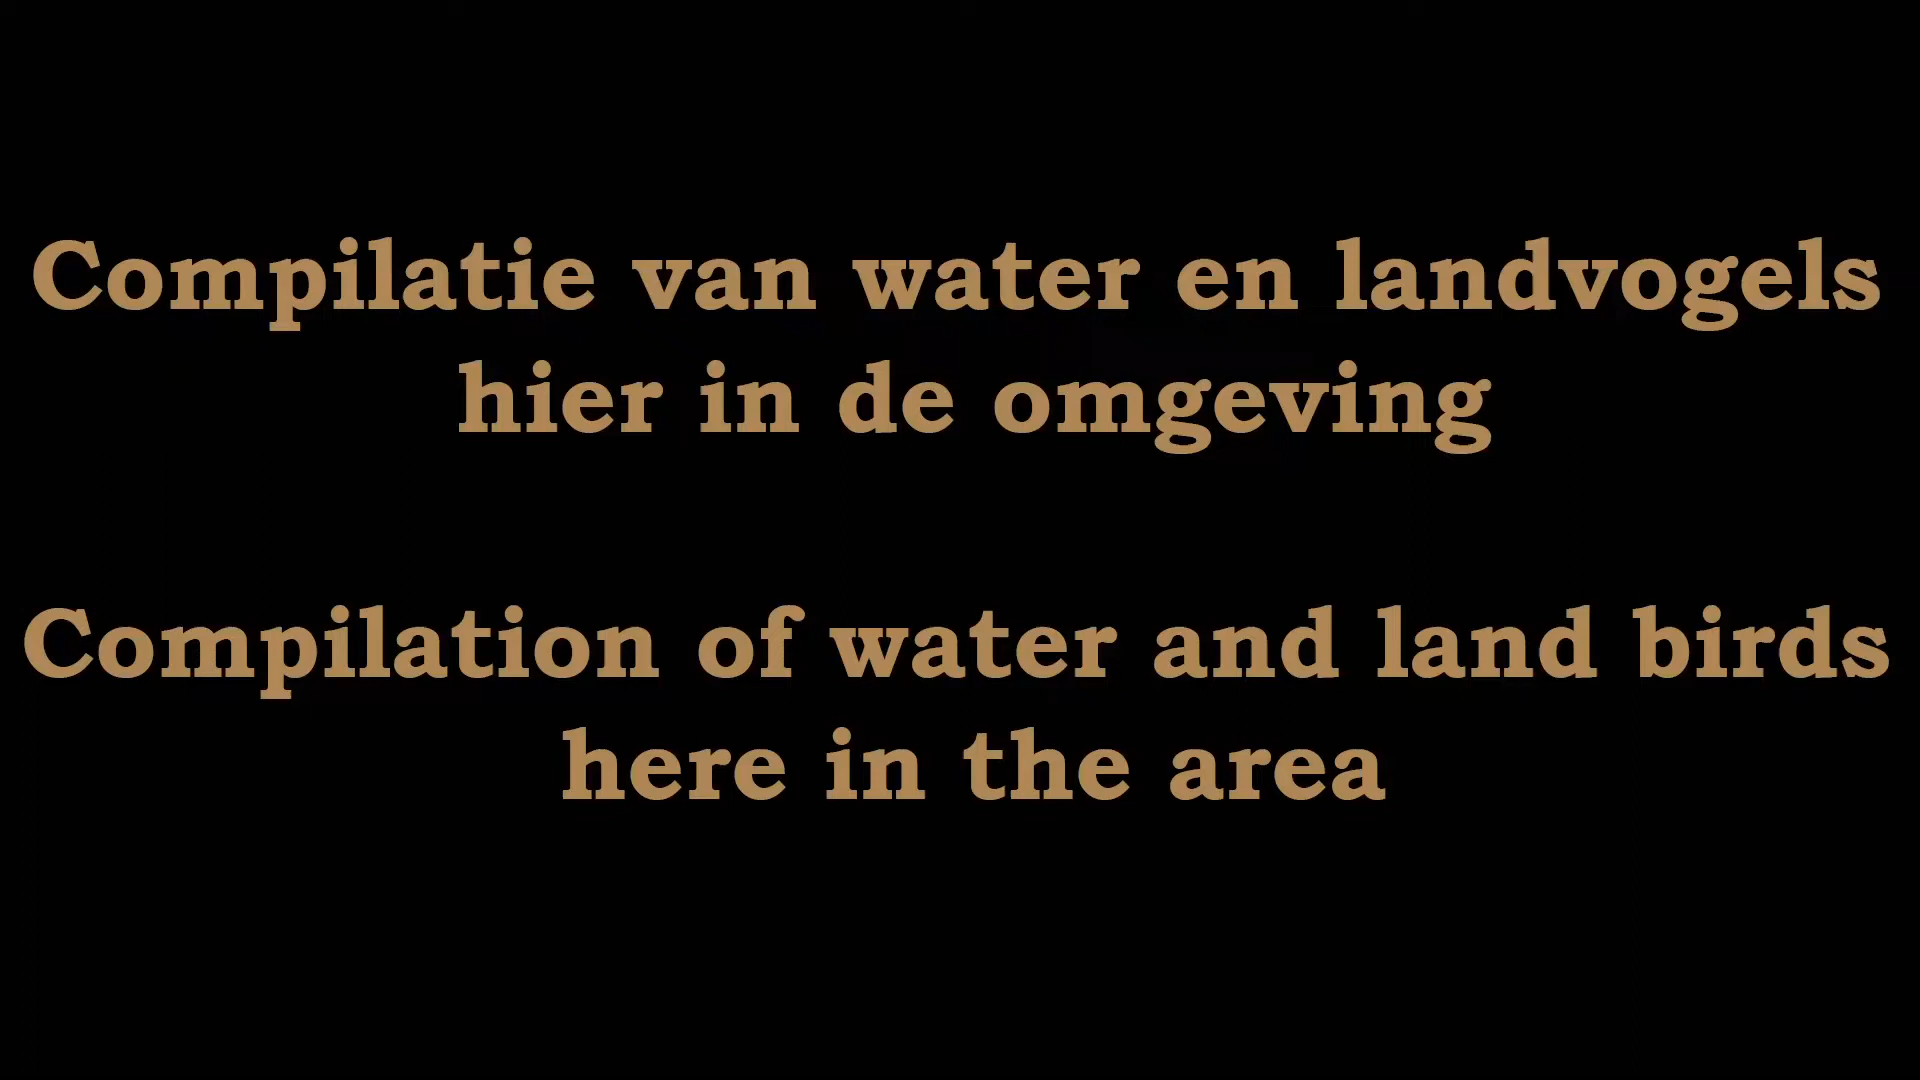 Compilatie van water en landvogels
hier in de omgeving
Compilation of water and land birds
here in the area